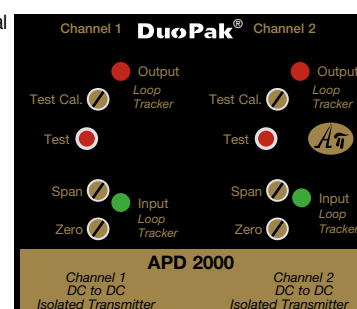 al
Channel 1 DuoPak® Channel 2
Output Output
Test Cal. Loop Tracker Test Cal. Loop Tracker
Test Test
Span Span
Input Input
Loop Loop
Zero Tracker Zero Tracker
APD 2000
Channel 1 Channel 2
DC to DC DC to DC
Isolated Transmitter Isolated Transmitter